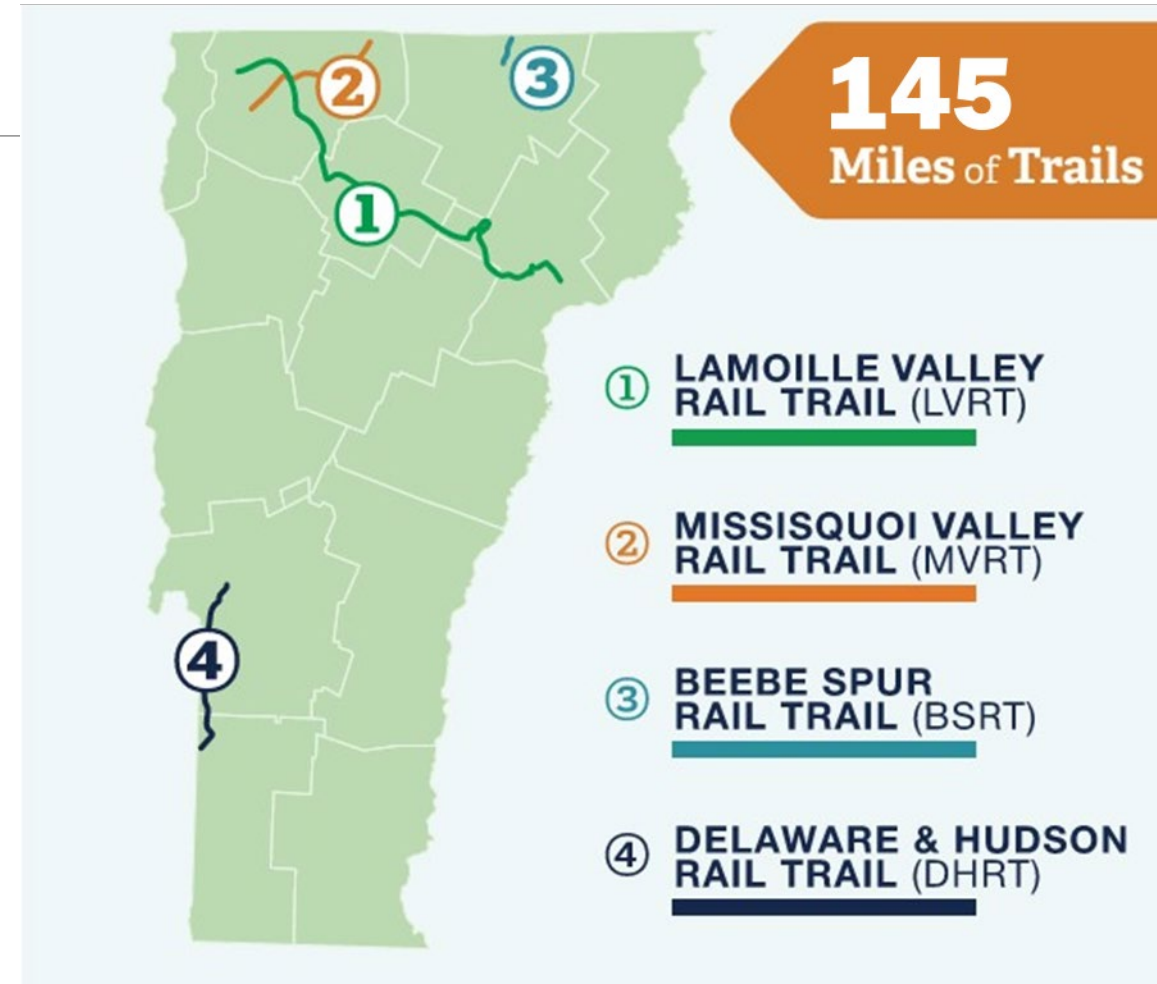 145
Miles of Trails
2
3
1
4
① LAMOILLE VALLEY
RAIL TRAIL (LVRT)
② MISSISQUOI VALLEY
RAIL TRAIL (MVRT)
③ BEEBE SPUR
RAIL TRAIL (BSRT)
④ DELAWARE & HUDSON
RAIL TRAIL (DHRT)